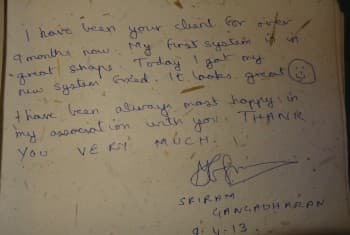 I have been your client for over
9 months now. My first system is in
great shape. Today I got my
new system fixed. It looks great
I have been always most happy in
my association with you. THANK
YOU VERY MUCH.
SRIRAM
GANGADHARAN
9.4.13.